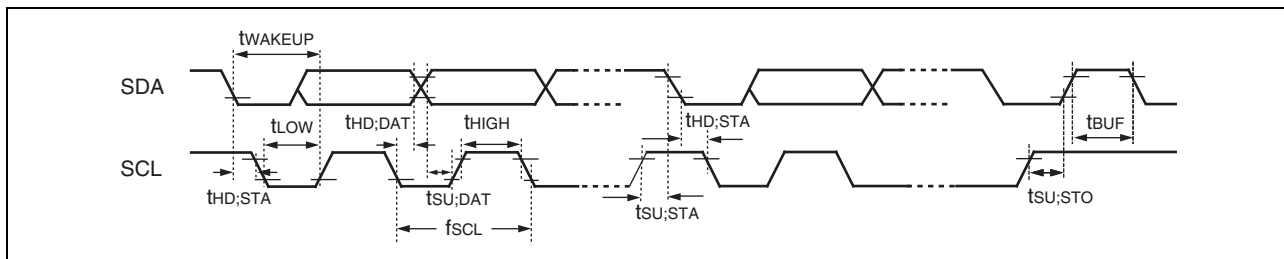 tWAKEUP
SDA
tLOW
tHD;DAT
tHIGH
tHD;STA
tBUF
SCL
tHD;STA
tSU;DAT
tSU;STA
tSU;STO
fSCL